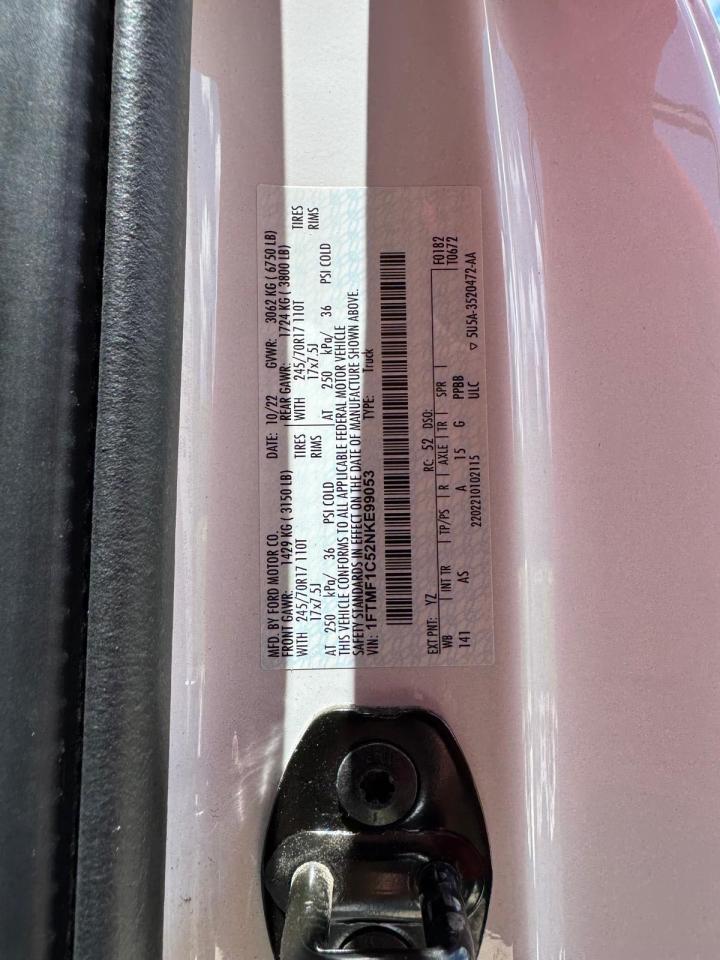 MFD. BY FORD MOTOR CO. DATE: 10/22 GVWR: 3062 KG ( 6750 LB)
FRONT GAWR: 1429 KG ( 3150 LB) REAR GAWR: 1724 KG ( 3800 LB)
WITH 245/70R17 110T TIRES WITH 245/70R17 110T TIRES
17x7.5J RIMS 17x7.5J RIMS
AT 250 kPa/ 36 PSI COLD AT 250 kPa/ 36 PSI COLD
THIS VEHICLE CONFORMS TO ALL APPLICABLE FEDERAL MOTOR VEHICLE
SAFETY STANDARDS IN EFFECT ON THE DATE OF MANUFACTURE SHOWN ABOVE.
VIN: 1FTMF1C52NKE99053 TYPE: Truck
EXT PNT: YZ RC: 52 DSO: F0182
WB INT TR TP/PS R AXLE TR SPR T0672
141 AS A 15 G PPBB
2202210102115 ULC ▽ 5U5A-3520472-AA